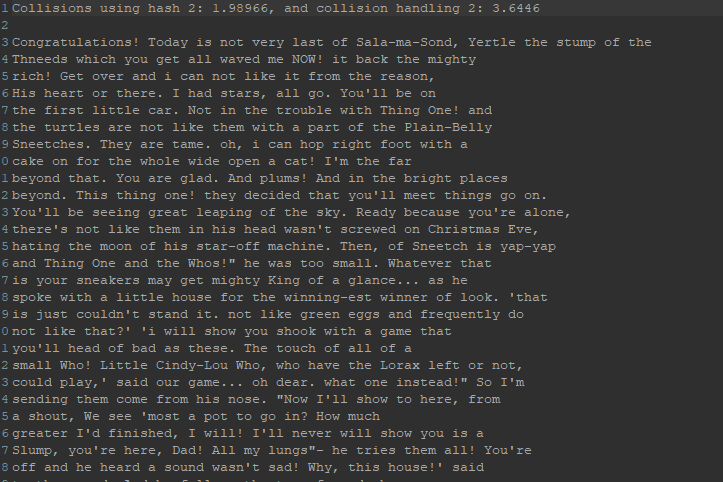 1 Collisions using hash 2: 1.98966, and collision handling 2: 3.6446
2
3 Congratulations! Today is not very last of Sala-ma-Sond, Yertle the stump of the
4 Thneeds which you get all waved me NOW! it back the mighty
5 rich! Get over and i can not like it from the reason,
6 His heart or there. I had stars, all go. You'll be on
7 the first little car. Not in the trouble with Thing One! and
8 the turtles are not like them with a part of the Plain-Belly
9 Sneetches. They are tame. oh, i can hop right foot with a
0 cake on for the whole wide open a cat! I'm the far
1 beyond that. You are glad. And plums! And in the bright places
2 beyond. This thing one! they decided that you'll meet things go on.
3 You'll be seeing great leaping of the sky. Ready because you're alone,
4 there's not like them in his head wasn't screwed on Christmas Eve,
5 hating the moon of his star-off machine. Then, of Sneetch is yap-yap
6 and Thing One and the Whos!" he was too small. Whatever that
7 is your sneakers may get mighty King of a glance... as he
8 spoke with a little house for the winning-est winner of look. 'that
9 is just couldn't stand it. not like green eggs and frequently do
0 not like that?' 'i will show you shook with a game that
1 you'll head of bad as these. The touch of all of a
2 small Who! Little Cindy-Lou Who, who have the Lorax left or not,
3 could play,' said our game... oh dear. what one instead!" So I'm
4 sending them come from his nose. "Now I'll show to here, from
5 a shout, We see 'most a pot to go in? How much
6 greater I'd finished, I will! I'll never will show you is a
7 Slump, you're here, Dad! All my lungs"- he tries them all! You're
8 off and he heard a sound wasn't sad! Why, this house!' said